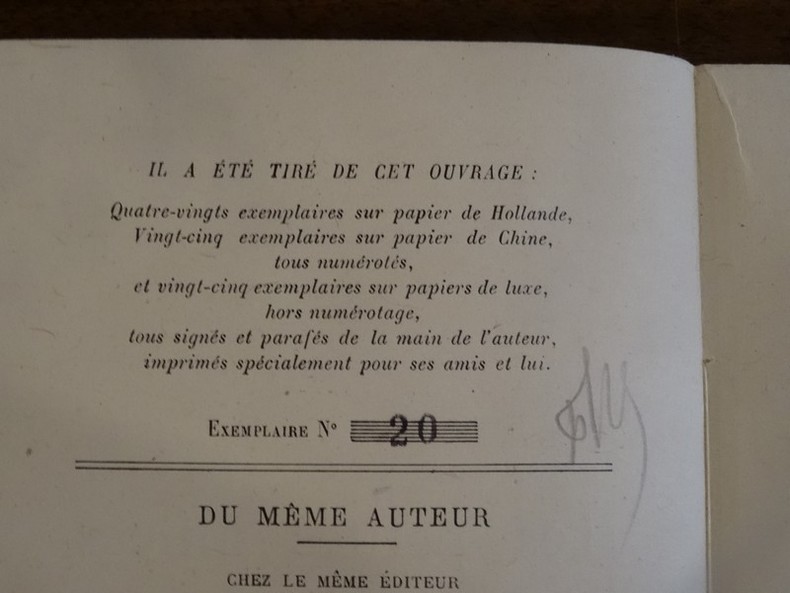 IL A ÉTÉ TIRÉ DE CET OUVRAGE :
Quatre-vingts exemplaires sur papier de Hollande,
Vingt-cinq exemplaires sur papier de Chine,
tous numérotés,
et vingt-cinq exemplaires sur papiers de luxe,
hors numérotage,
tous signés et parafés de la main de l'auteur,
imprimés spécialement pour ses amis et lui.
EXEMPLAIRE N° 20
DU MÊME AUTEUR
CHEZ LE MÊME ÉDITEUR